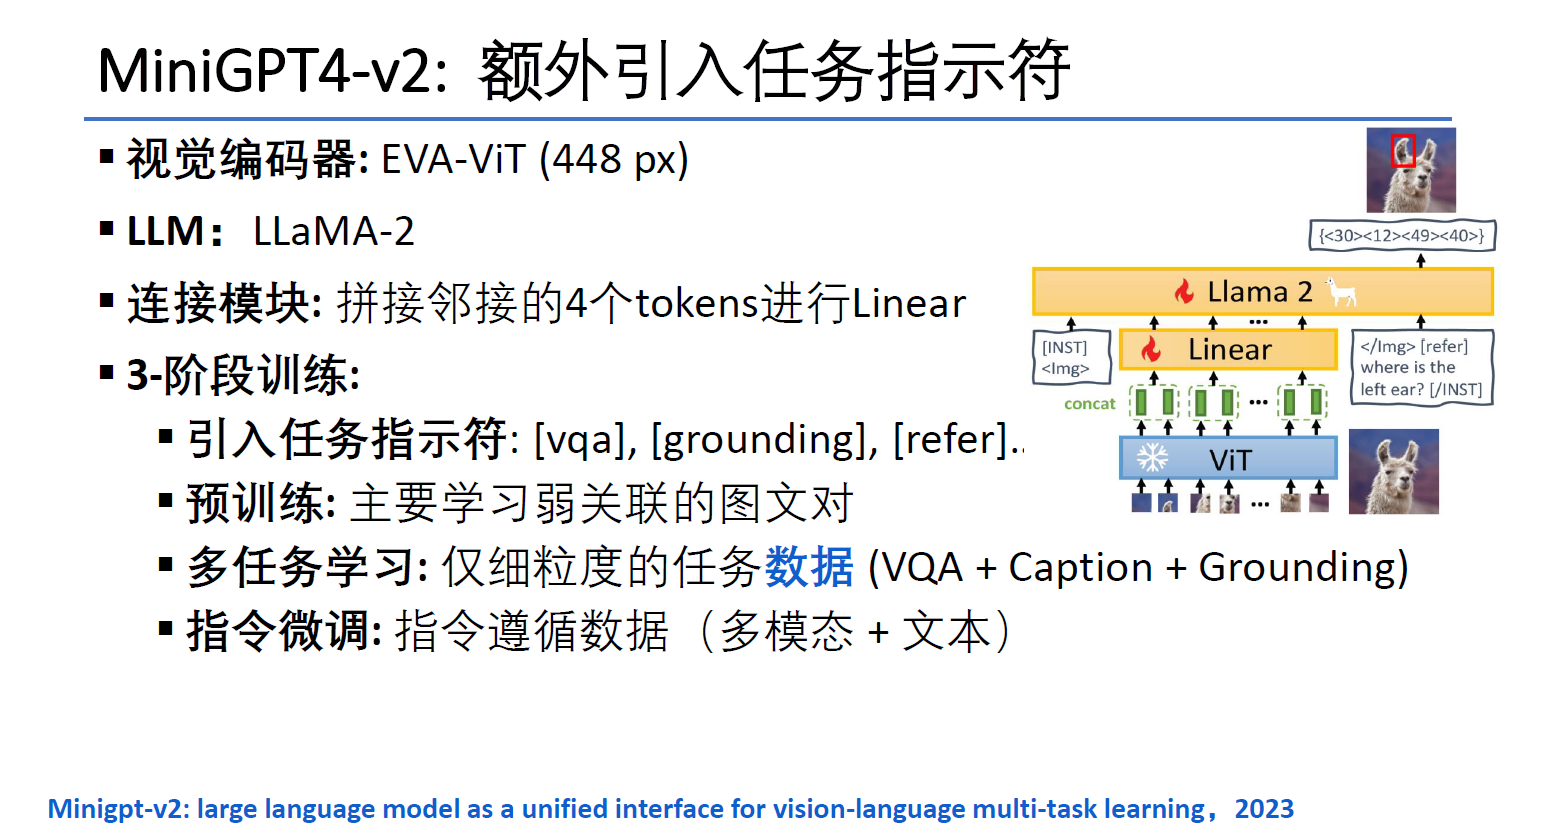 MiniGPT4-v2: 额外引入任务指示符
▪ 视觉编码器: EVA-ViT (448 px)
▪ LLM： LLaMA-2
▪ 连接模块: 拼接邻接的4个tokens进行Linear
▪ 3-阶段训练:
▪ 引入任务指示符: [vqa], [grounding], [refer]..
▪ 预训练: 主要学习弱关联的图文对
▪ 多任务学习: 仅细粒度的任务数据 (VQA + Caption + Grounding)
▪ 指令微调: 指令遵循数据（多模态 + 文本）
{<30><12><49><40>}
Llama 2
...
[INST]
<Img>
Linear
</Img> [refer]
where is the
left ear? [/INST]
concat
...
ViT
...
Minigpt-v2: large language model as a unified interface for vision-language multi-task learning，2023